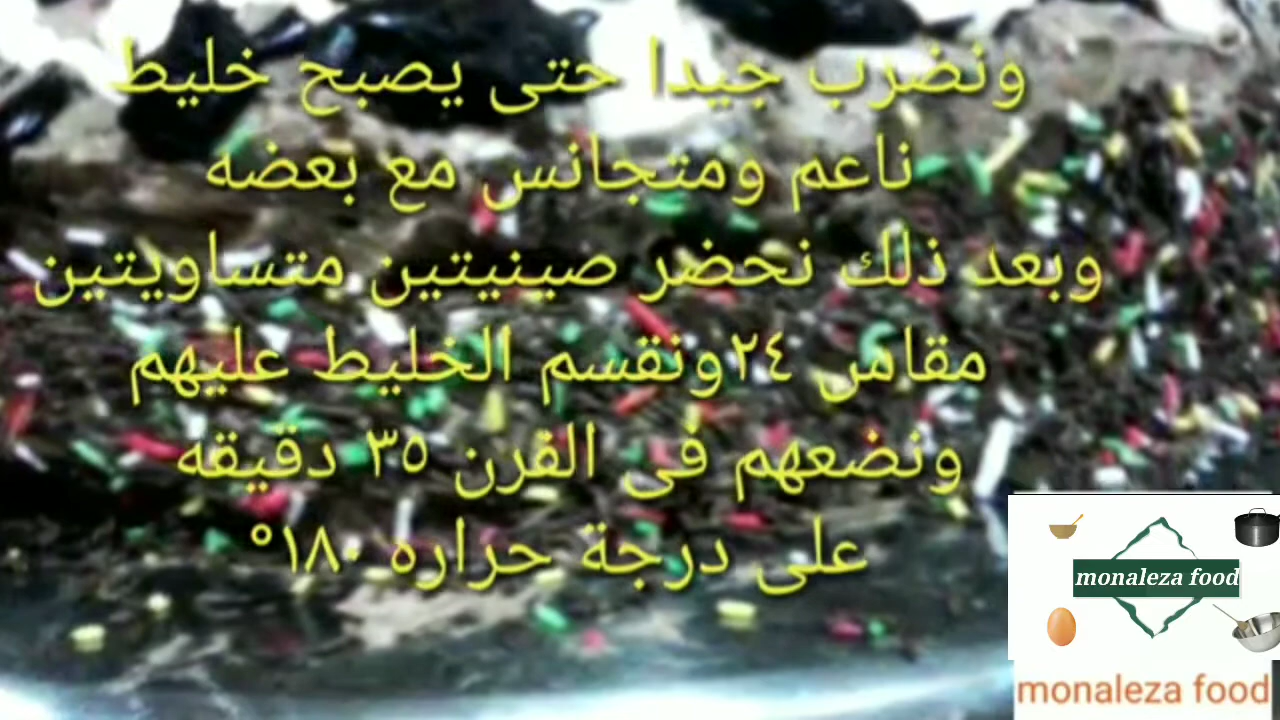 ونضرب جيدا حتى يصبح خليط
ناعم ومتجانس مع بعضه
وبعد ذلك نحضر صينيتين متساويتين
مقاس ٢٤ونقسم الخليط عليهم
ونضعهم فى القرن ٣٥ دقيقه
على درجة حراره ١٨٠°
monaleza food
monaleza food